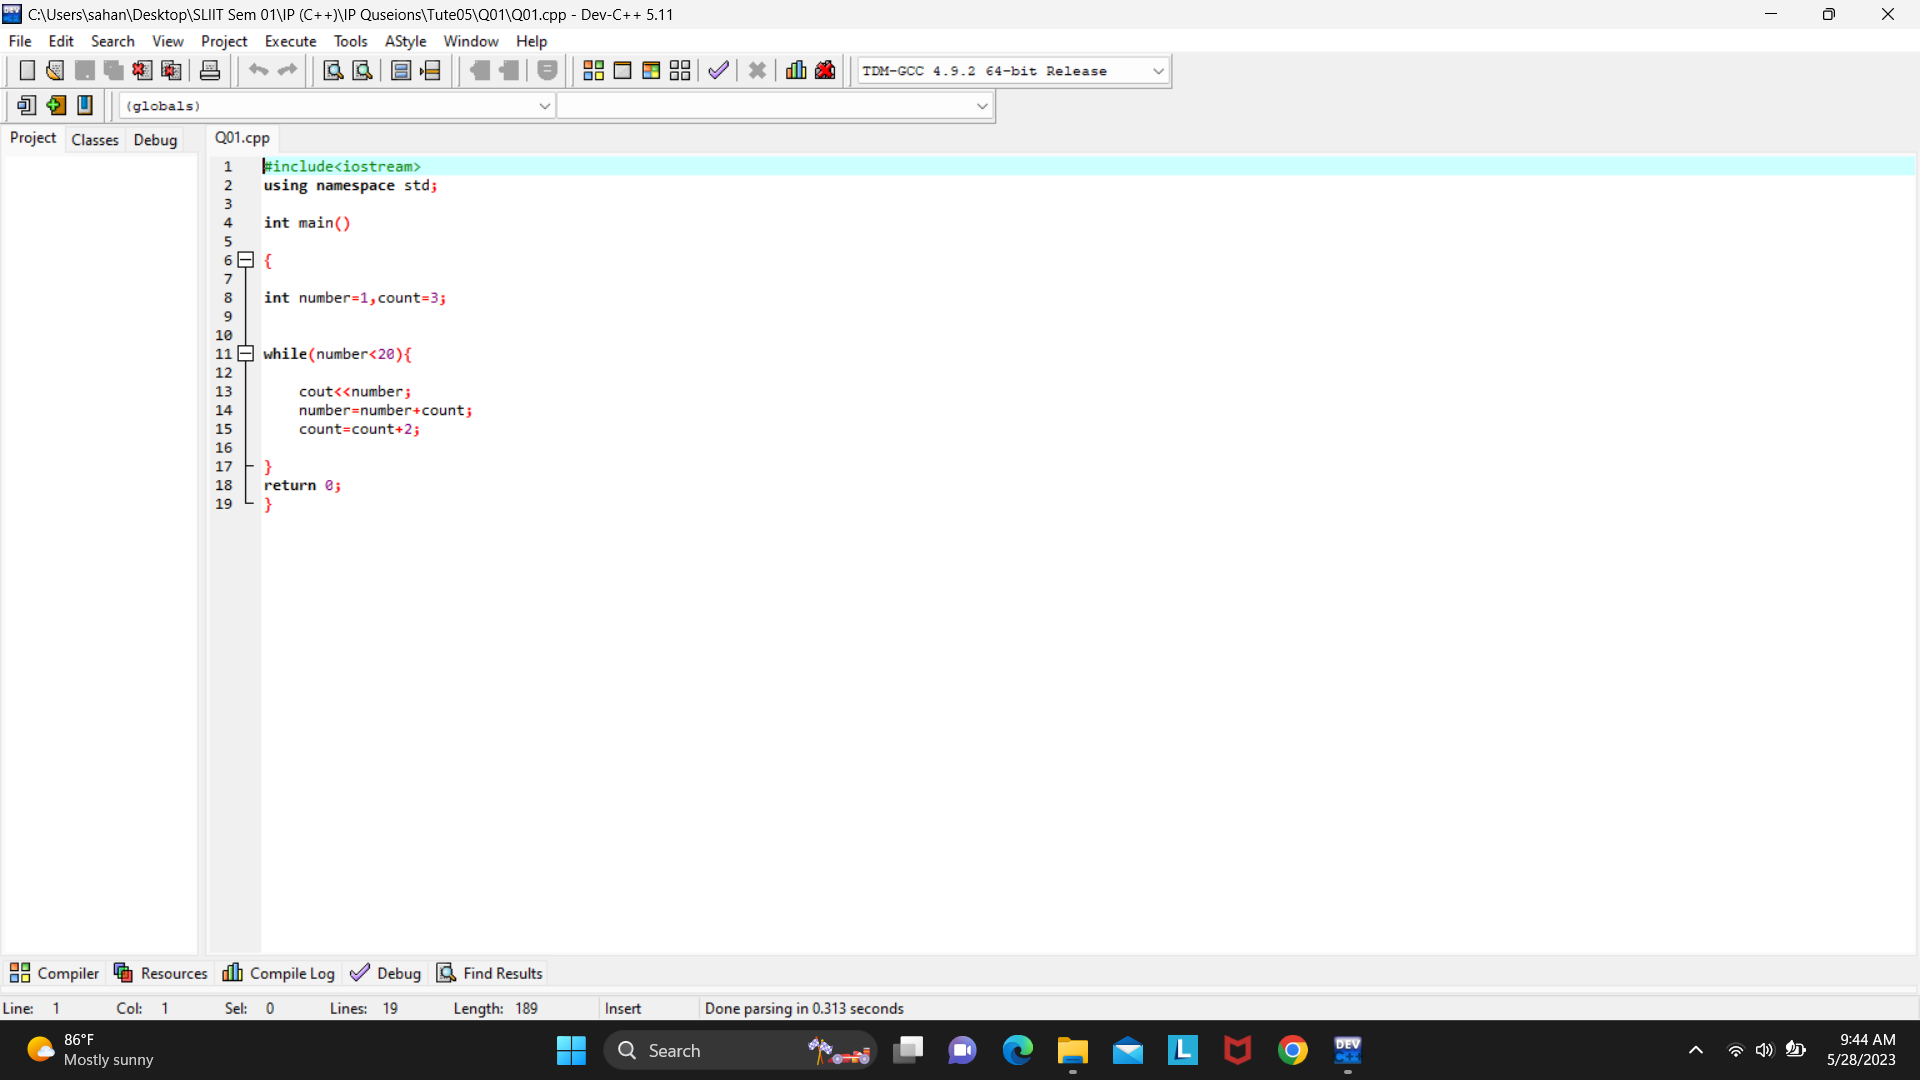 C:\Users\sahan\Desktop\SLIIT Sem 01\IP (C++)\IP Quseions\Tute05\Q01\Q01.cpp - Dev-C++ 5.11
File Edit Search View Project Execute Tools AStyle Window Help
TDM-GCC 4.9.2 64-bit Release
(globals)
Project Classes Debug Q01.cpp
1 #include<iostream>
2 using namespace std;
3
4 int main()
5
6 {
7
8 int number=1,count=3;
9
10
11 while(number<20){
12
13 cout<<number;
14 number=number+count;
15 count=count+2;
16
17 }
18 return 0;
19 }
Compiler Resources Compile Log Debug Find Results
Line: 1 Col: 1 Sel: 0 Lines: 19 Length: 189 Insert Done parsing in 0.313 seconds
86°F
Mostly sunny
Search
L
DEV
C++
9:44 AM
5/28/2023